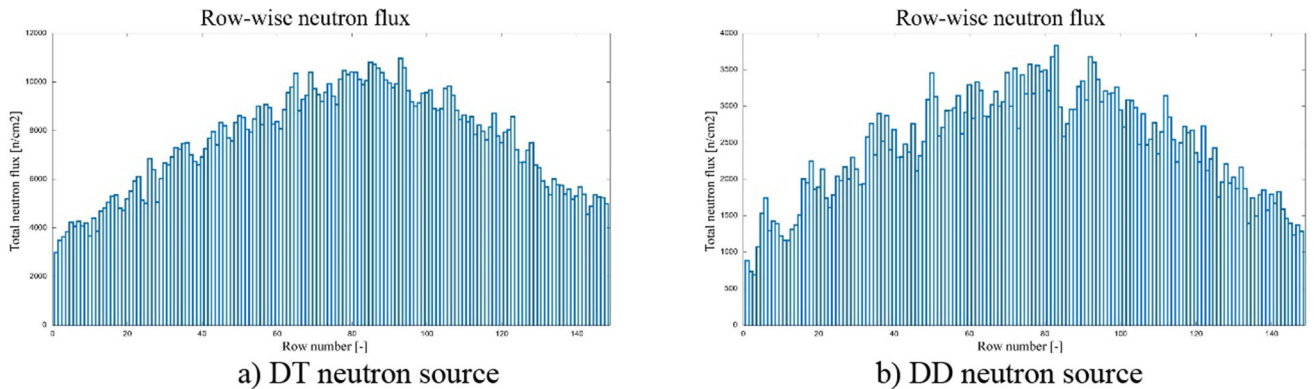 Row-wise neutron flux
12000
10000
8000
6000
4000
2000
0
Total neutron flux [n/cm2]
0 20 40 60 80 100 120 140
Row number [-]
a) DT neutron source
Row-wise neutron flux
4000
3500
3000
2500
2000
1500
1000
500
0
Total neutron flux [n/cm2]
0 20 40 60 80 100 120 140
Row number [-]
b) DD neutron source